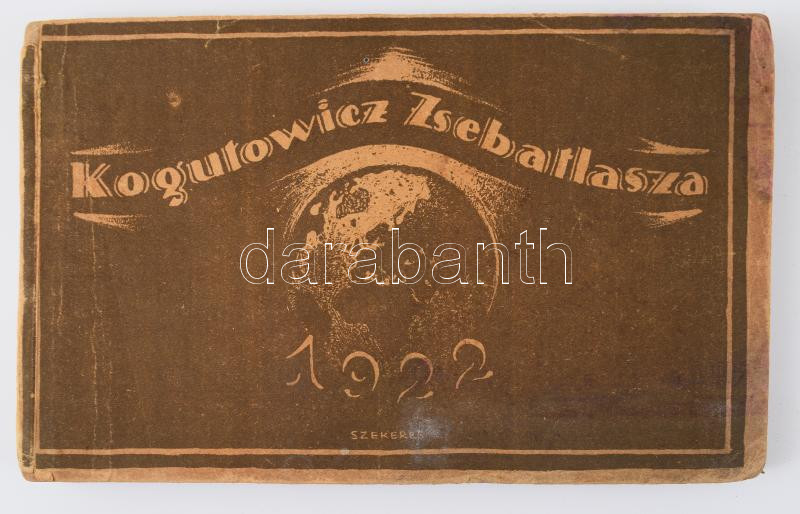 Kogutowicz Zsebatlasza
darabanth
1922
SZEKERES